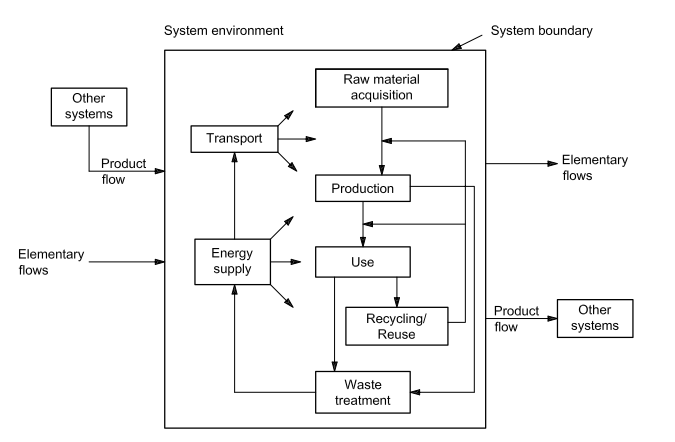 System environment
System boundary
Other
systems
Product
flow
Elementary
flows
Raw material
acquisition
Transport
Production
Energy
supply
Use
Recycling/
Reuse
Waste
treatment
Elementary
flows
Product
flow
Other
systems